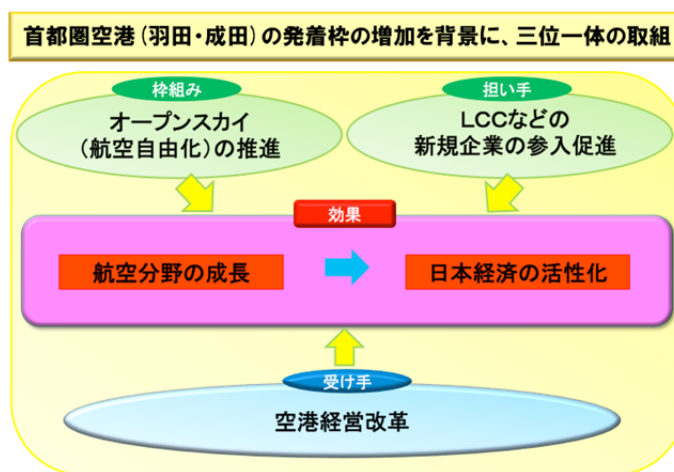 首都圏空港(羽田・成田)の発着枠の増加を背景に、三位一体の取組
枠組み
オープンスカイ
(航空自由化)の推進
担い手
LCCなどの
新規企業の参入促進
効果
航空分野の成長
日本経済の活性化
受け手
空港経営改革